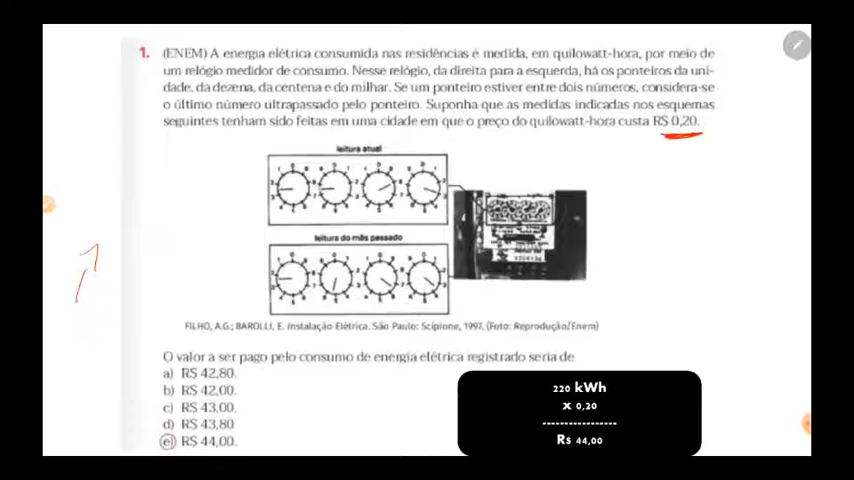 1. (ENEM) A energia elétrica consumida nas residências é medida, em quilowatt-hora, por meio de
um relógio medidor de consumo. Nesse relógio, da direita para a esquerda, há os ponteiros da uni-
dade, da dezena, da centena e do milhar. Se um ponteiro estiver entre dois números, considera-se
o último número ultrapassado pelo ponteiro. Suponha que as medidas indicadas nos esquemas
seguintes tenham sido feitas em uma cidade em que o preço do quilowatt-hora custa R$ 0,20.
leitura atual
leitura do mês passado
FILHO, A.G.; BAROLLI, E. Instalação Elétrica. São Paulo: Scipione, 1997. (Foto: Reprodução/Enem)
O valor a ser pago pelo consumo de energia elétrica registrado seria de
a) R$ 42,80.
b) R$ 42,00.
c) R$ 43,00.
d) R$ 43,80
e) R$ 44,00.
220 kWh
x 0,20
-----------------
Rs 44,00